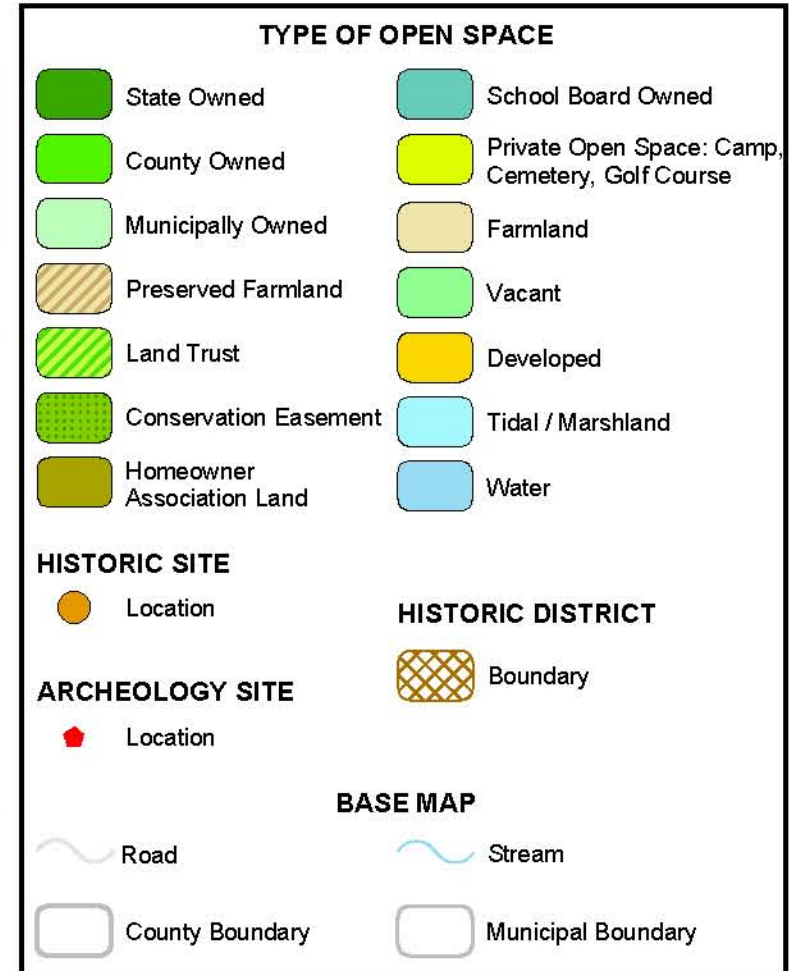 TYPE OF OPEN SPACE
State Owned
County Owned
Municipally Owned
Preserved Farmland
Land Trust
Conservation Easement
Homeowner
Association Land
School Board Owned
Private Open Space: Camp,
Cemetery, Golf Course
Farmland
Vacant
Developed
Tidal / Marshland
Water
HISTORIC SITE
Location
ARCHEOLOGY SITE
Location
HISTORIC DISTRICT
Boundary
BASE MAP
Road
Stream
County Boundary
Municipal Boundary